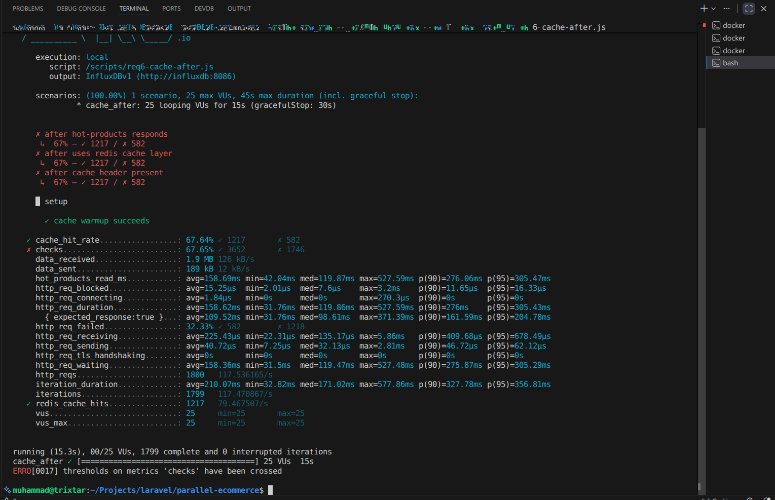 PROBLEMS DEBUG CONSOLE TERMINAL PORTS DEVDB OUTPUT
6-cache-after.js
/ __________ \ |__| \__\ \_____/ .io
execution: local
script: /scripts/req6-cache-after.js
output: InfluxDBv1 (http://influxdb:8086)
scenarios: (100.00%) 1 scenario, 25 max VUs, 45s max duration (incl. graceful stop):
* cache_after: 25 looping VUs for 15s (gracefulStop: 30s)
✗ after hot-products responds
↳ 67% — ✓ 1217 / ✗ 582
✗ after uses redis cache layer
↳ 67% — ✓ 1217 / ✗ 582
✗ after cache header present
↳ 67% — ✓ 1217 / ✗ 582
█ setup
✓ cache warmup succeeds
✓ cache_hit_rate.................: 67.64% ✓ 1217 ✗ 582
✗ checks.........................: 67.65% ✓ 3652 ✗ 1746
data_received..................: 1.9 MB 126 kB/s
data_sent......................: 189 kB 12 kB/s
hot_products_read_ms...........: avg=158.69ms min=42.04ms med=119.87ms max=527.59ms p(90)=276.06ms p(95)=305.47ms
http_req_blocked...............: avg=15.25µs min=2.01µs med=7.6µs max=3.2ms p(90)=11.65µs p(95)=16.33µs
http_req_connecting............: avg=1.84µs min=0s med=0s max=270.3µs p(90)=0s p(95)=0s
http_req_duration..............: avg=158.62ms min=31.76ms med=119.86ms max=527.59ms p(90)=276ms p(95)=305.43ms
{ expected_response:true }...: avg=109.52ms min=31.76ms med=98.61ms max=371.39ms p(90)=161.59ms p(95)=204.78ms
http_req_failed................: 32.33% ✓ 582 ✗ 1218
http_req_receiving.............: avg=225.43µs min=22.31µs med=135.17µs max=5.86ms p(90)=409.68µs p(95)=678.49µs
http_req_sending...............: avg=40.72µs min=7.25µs med=32.13µs max=2.81ms p(90)=46.72µs p(95)=62.12µs
http_req_tls_handshaking.......: avg=0s min=0s med=0s max=0s p(90)=0s p(95)=0s
http_req_waiting...............: avg=158.36ms min=31.5ms med=119.47ms max=527.48ms p(90)=275.87ms p(95)=305.29ms
http_reqs......................: 1800 117.536165/s
iteration_duration.............: avg=210.07ms min=32.82ms med=171.02ms max=577.86ms p(90)=327.78ms p(95)=356.81ms
iterations.....................: 1799 117.470867/s
✓ redis_cache_hits...............: 1217 79.467507/s
vus............................: 25 min=25 max=25
vus_max........................: 25 min=25 max=25
running (15.3s), 00/25 VUs, 1799 complete and 0 interrupted iterations
cache_after ✓ [======================================] 25 VUs 15s
ERRO[0017] thresholds on metrics 'checks' have been crossed
muhammad@trixtar:~/Projects/laravel/parallel-ecommerce$
docker
docker
docker
bash